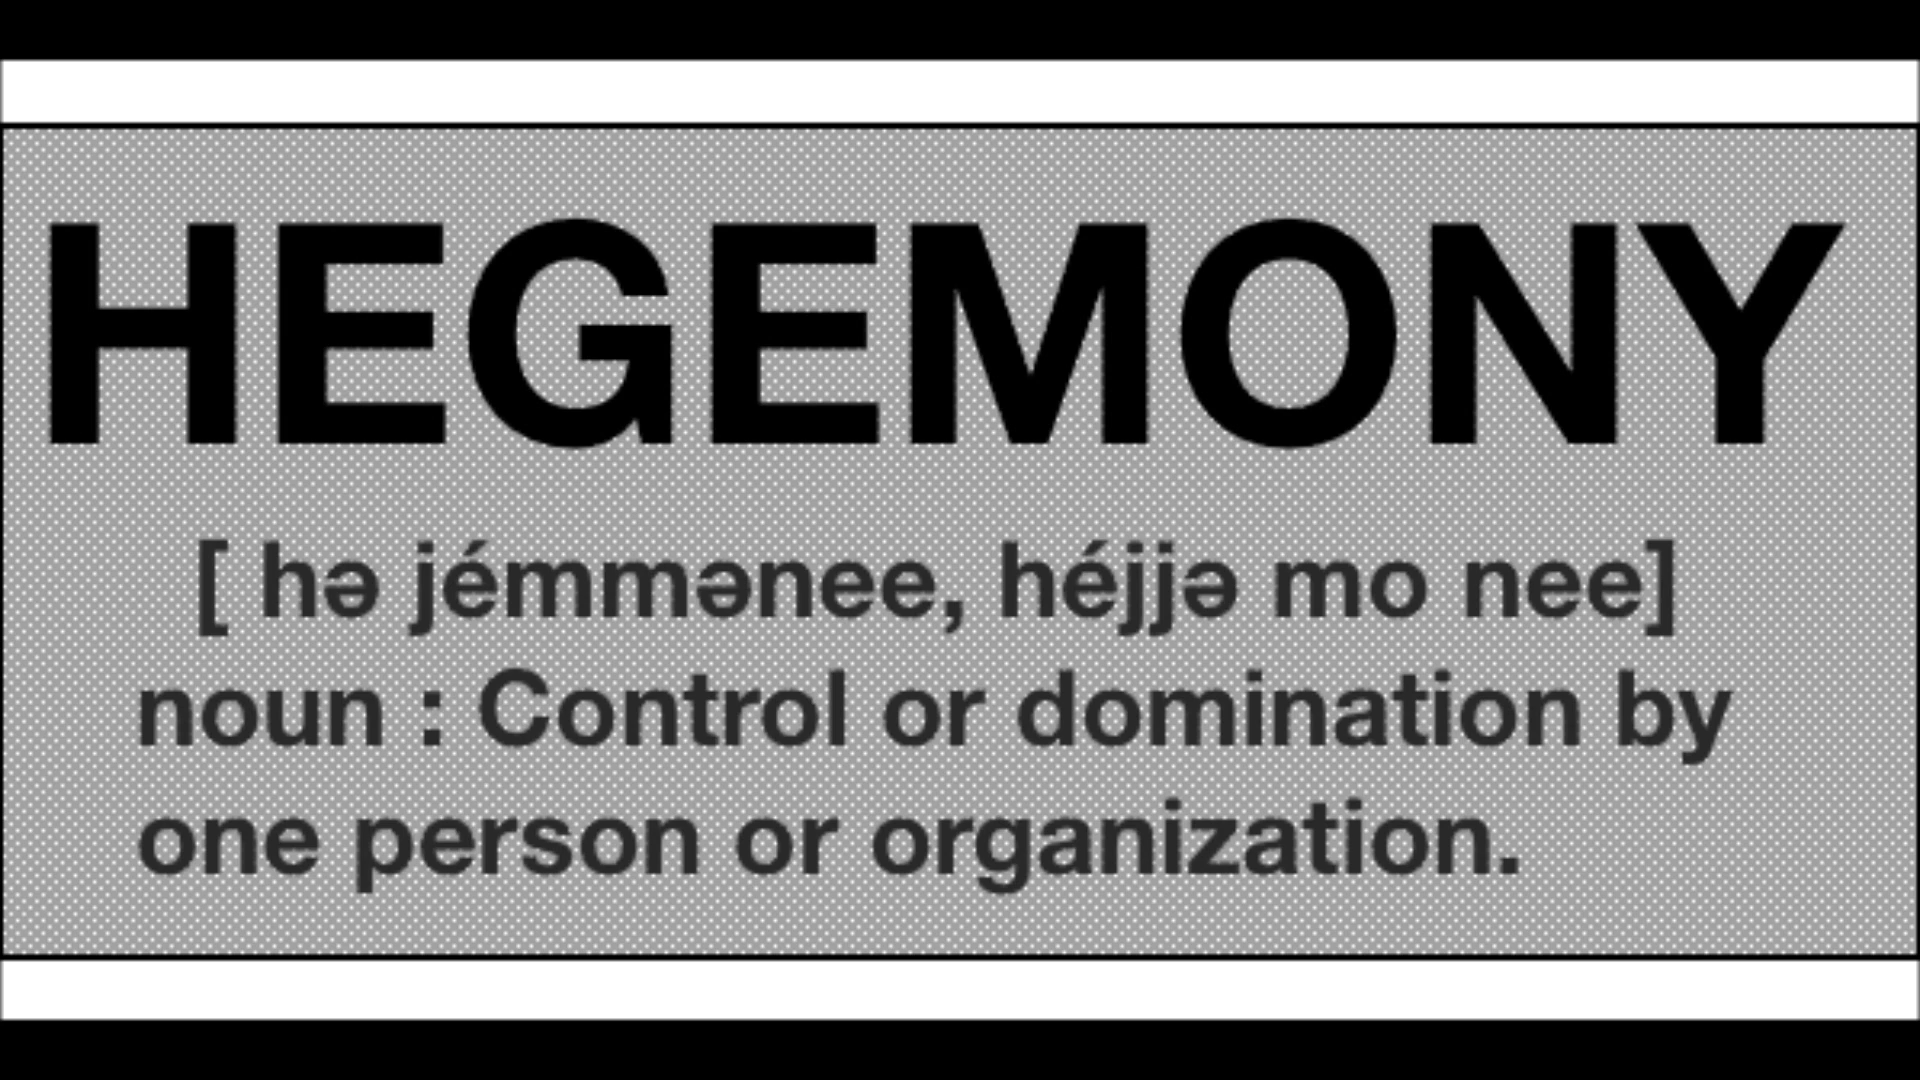 HEGEMONY
[ hə jémmənee, héjjə mo nee]
noun : Control or domination by
one person or organization.